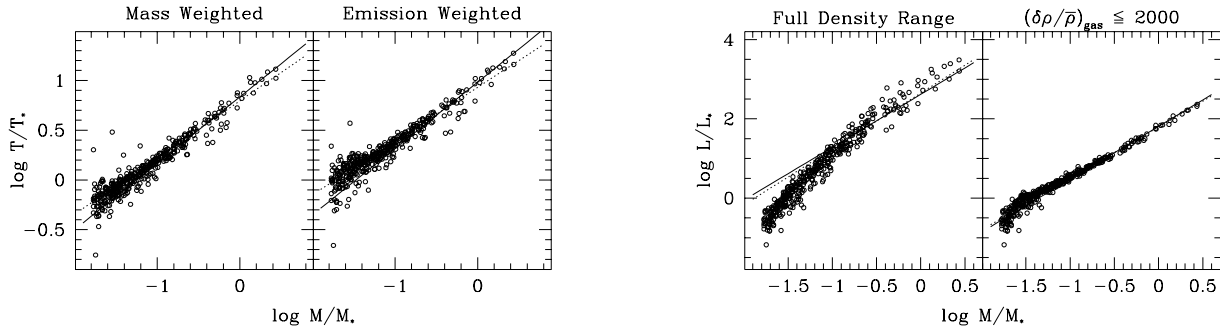 Mass Weighted
Emission Weighted
log T/T*
1
0.5
0
−0.5
−1
0
−1
0
log M/M*
Full Density Range
(δρ/ρ̅)gas ≤ 2000
log L/L*
4
2
0
−1.5
−1
−0.5
0
0.5
−1.5
−1
−0.5
0
0.5
log M/M*